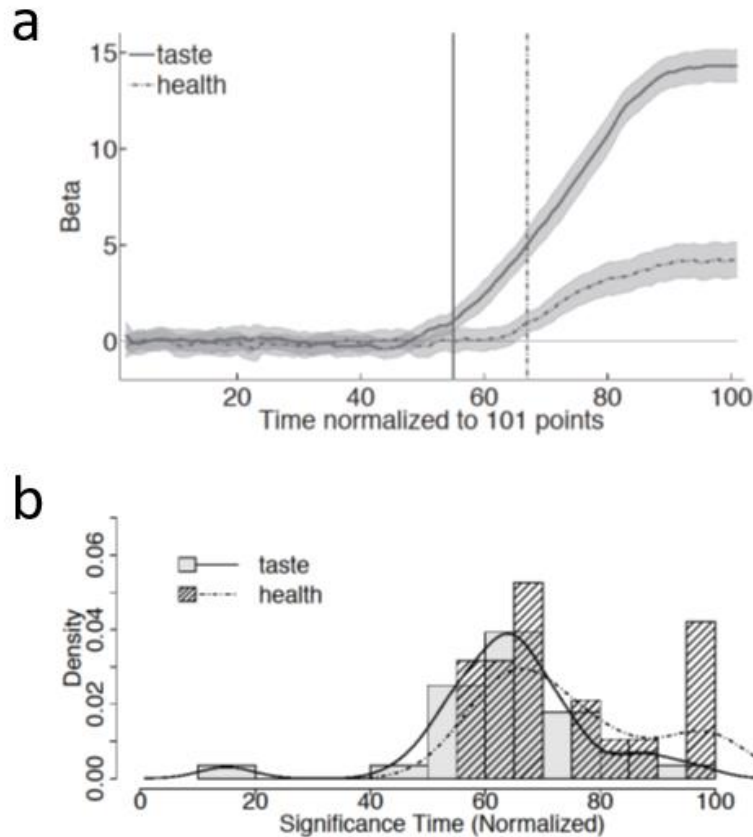 a
15
taste
health
10
5
0
Beta
20
40
60
80
100
Time normalized to 101 points
b
0.06
0.04
0.02
0.00
Density
taste
health
0
20
40
60
80
100
Significance Time (Normalized)